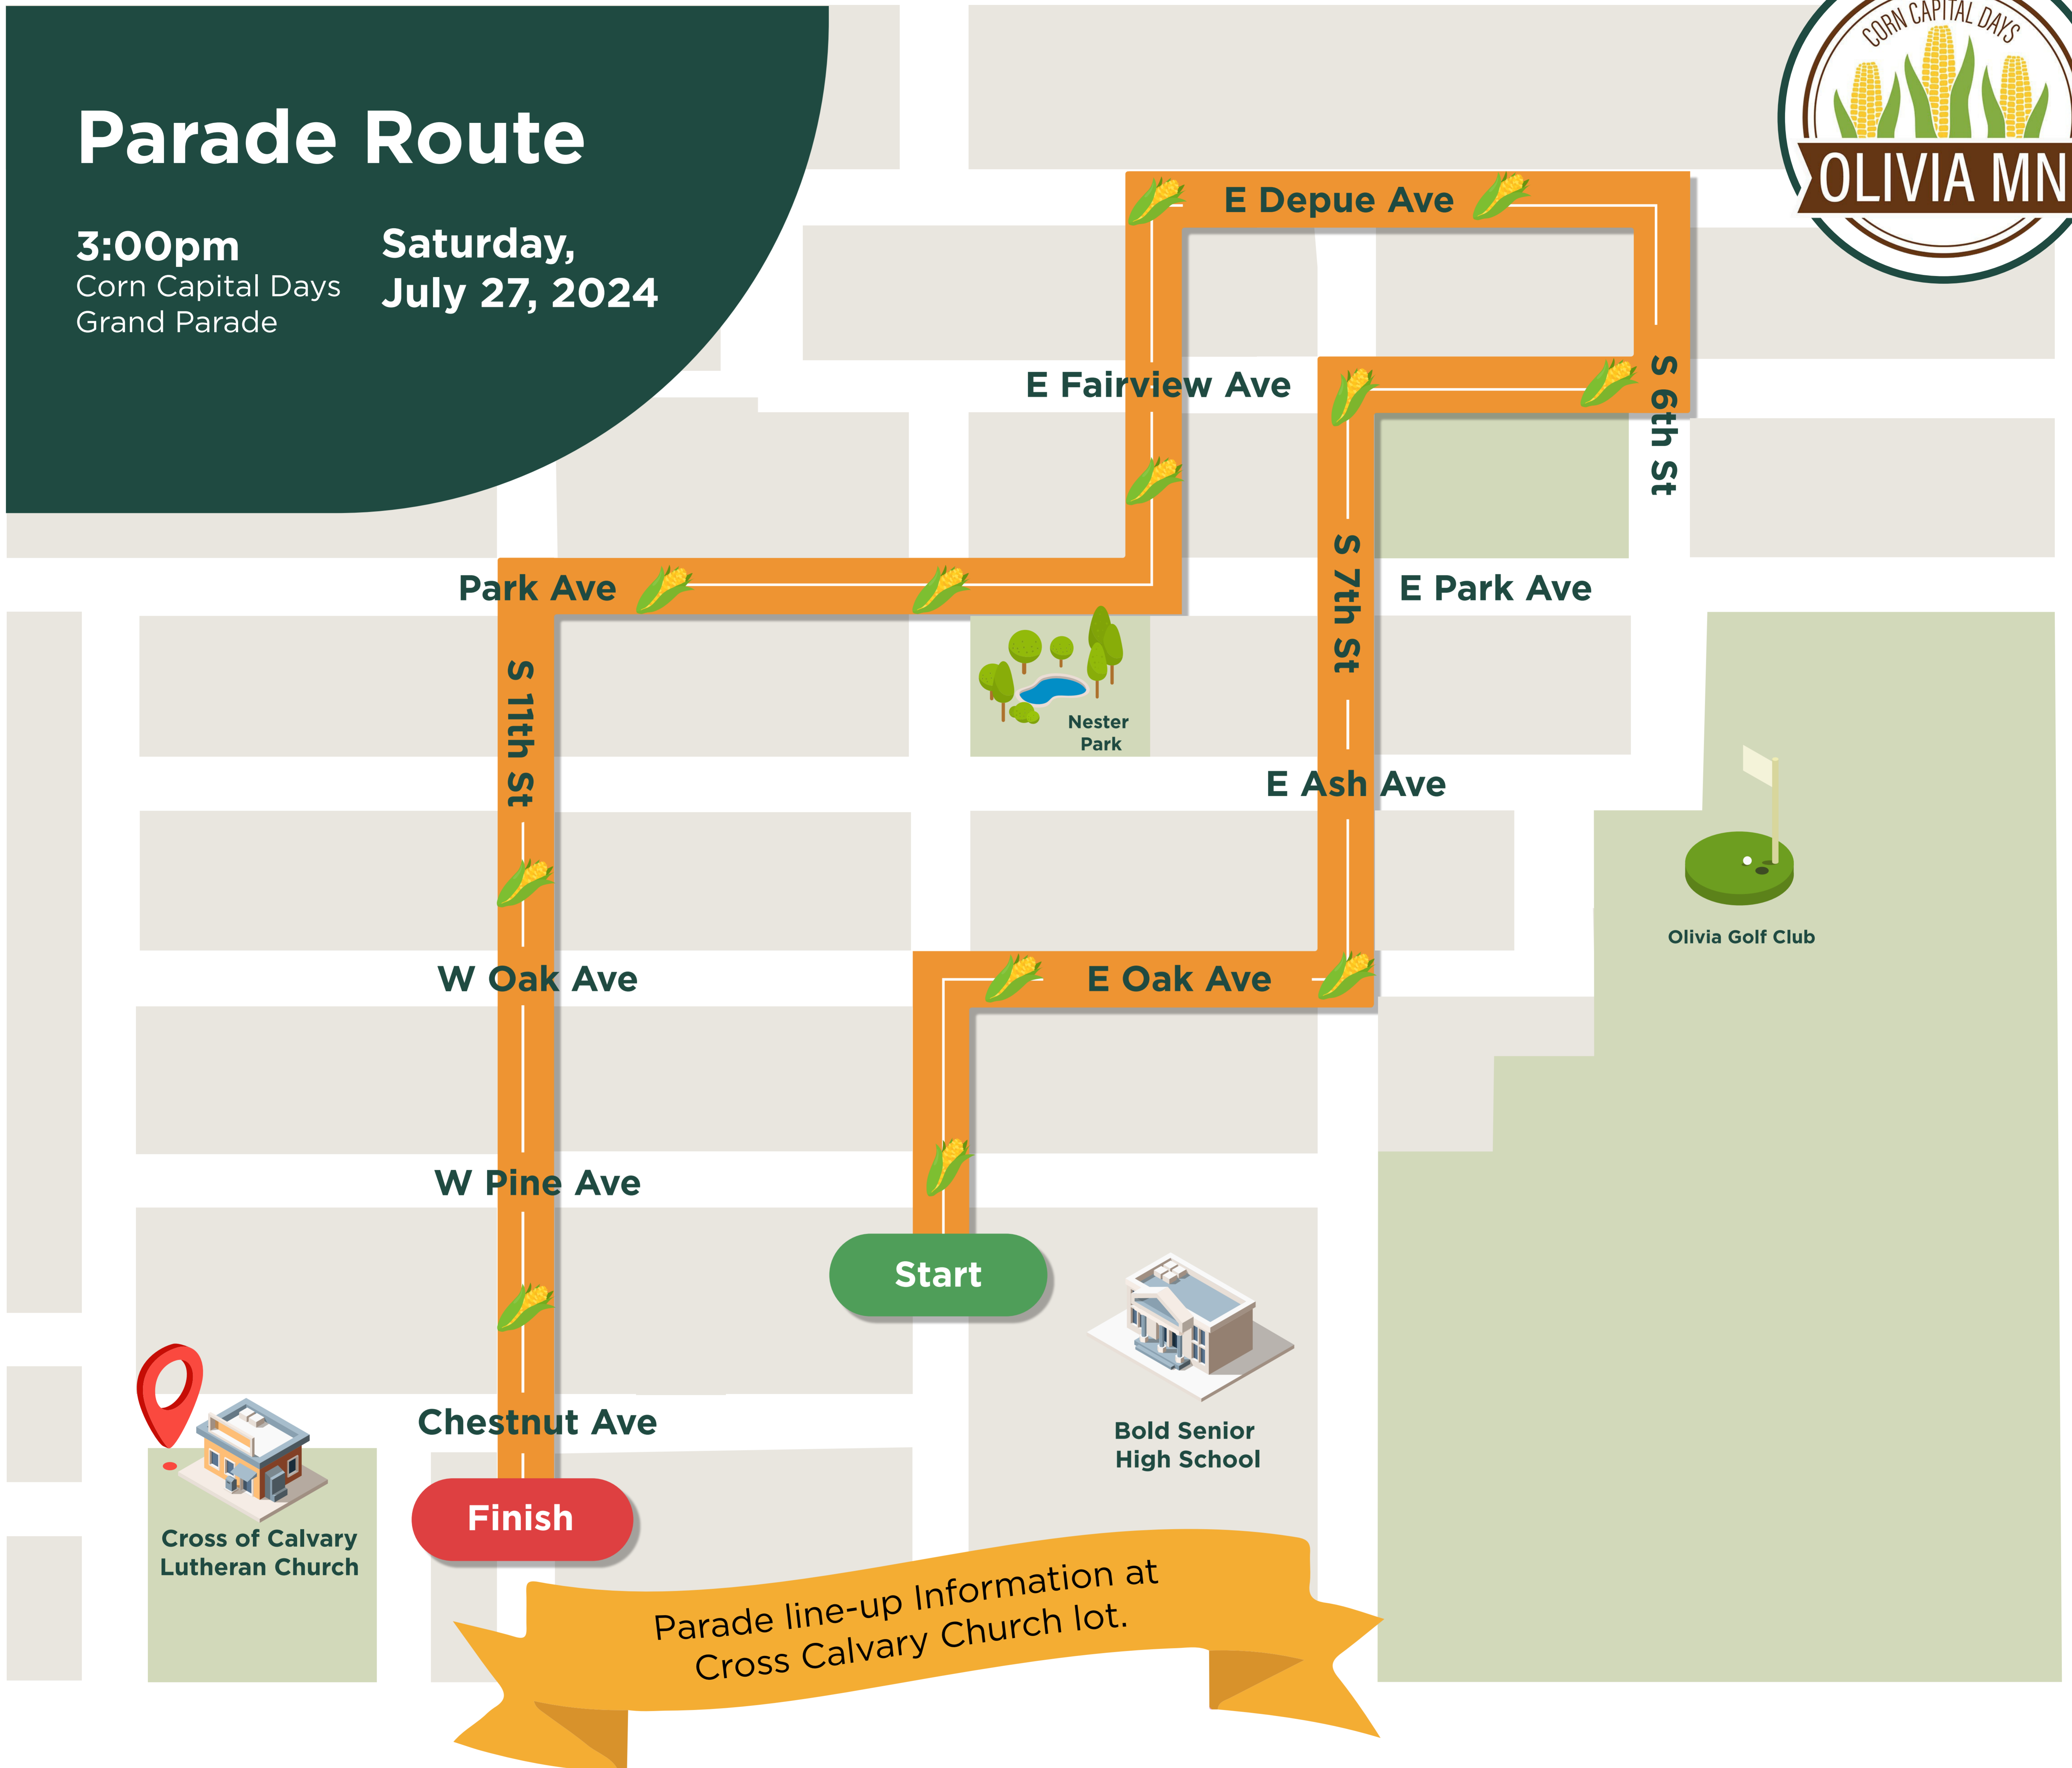 Parade Route
3:00pm
Corn Capital Days
Grand Parade
Saturday,
July 27, 2024
CORN CAPITAL DAYS
OLIVIA MN
E Depue Ave
E Fairview Ave
S 6th St
Park Ave
S 7th St
E Park Ave
S 11th St
Nester
Park
E Ash Ave
Olivia Golf Club
W Oak Ave
E Oak Ave
W Pine Ave
Start
Chestnut Ave
Bold Senior
High School
Finish
Cross of Calvary
Lutheran Church
Parade line-up Information at
Cross Calvary Church lot.